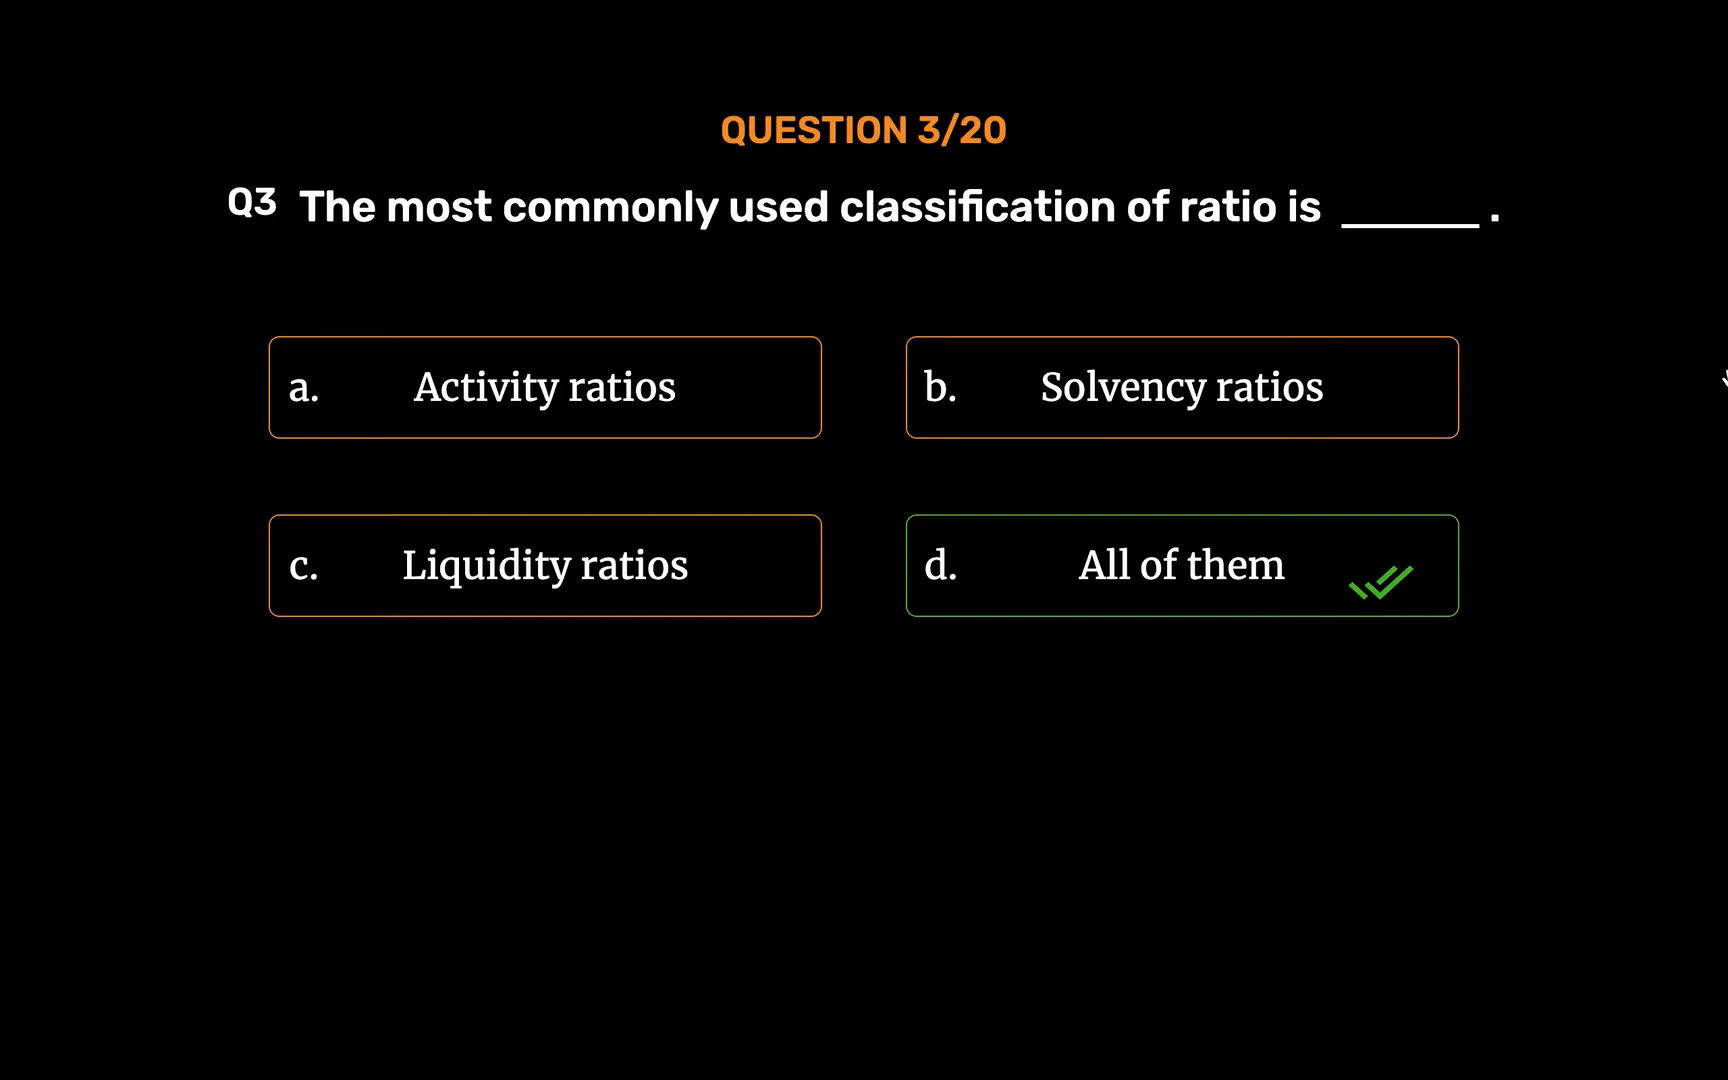 QUESTION 3/20
Q3 The most commonly used classification of ratio is ______ .
a. Activity ratios
b. Solvency ratios
c. Liquidity ratios
d. All of them